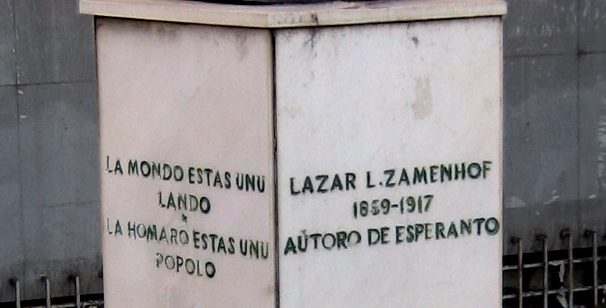 LA MONDO ESTAS UNU
LANDO
LA HOMARO ESTAS UNU
POPOLO
LAZAR L. ZAMENHOF
1859-1917
AŬTORO DE ESPERANTO